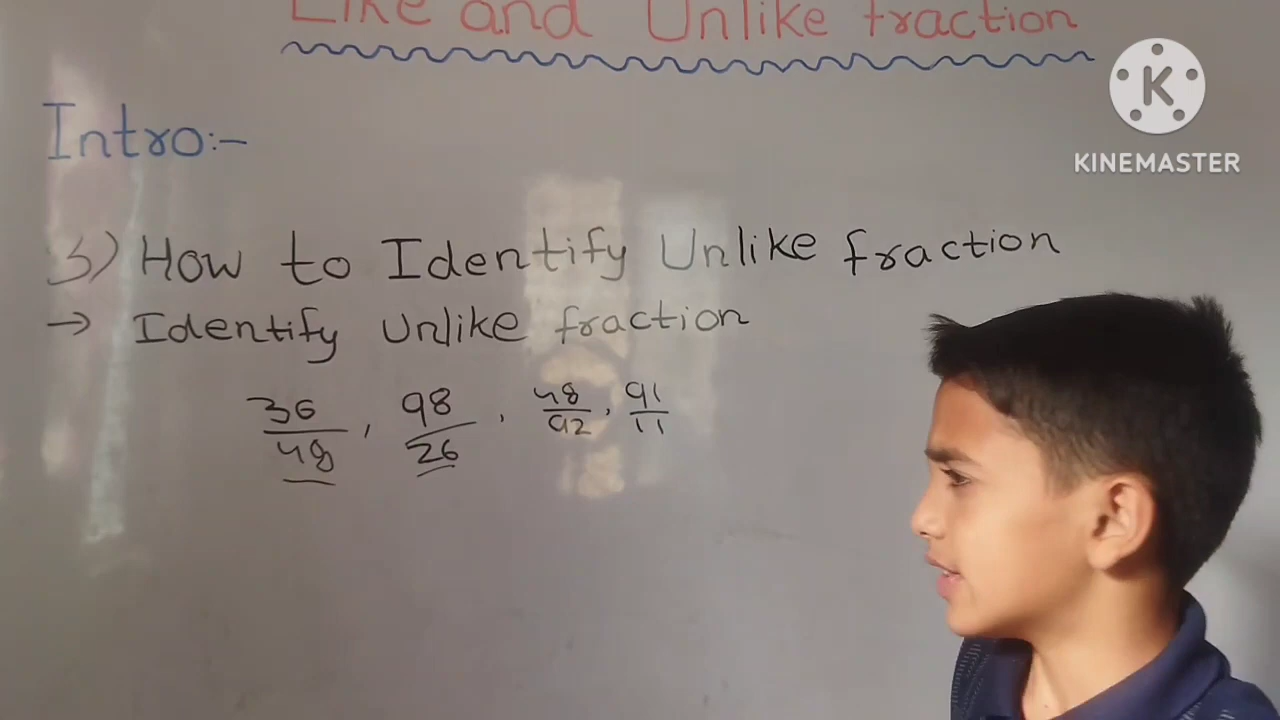 Like and Unlike fraction
Intro:-
3) How to Identify Unlike fraction
→ Identify Unlike fraction
36/48, 98/26, 48/92, 91/11
K
KINEMASTER